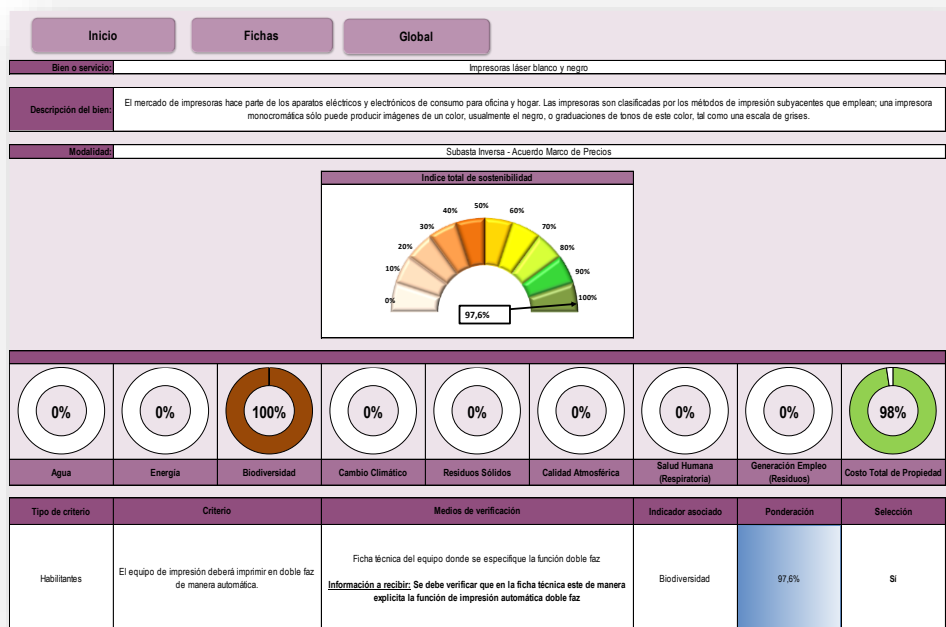 Inicio
Fichas
Global
Bien o servicio:
Impresoras láser blanco y negro
Descripción del bien:
El mercado de impresoras hace parte de los aparatos eléctricos y electrónicos de consumo para oficina y hogar. Las impresoras son clasificadas por los métodos de impresión subyacentes que emplean; una impresora
monocromática sólo puede producir imágenes de un color, usualmente el negro, o graduaciones de tonos de este color, tal como una escala de grises.
Modalidad:
Subasta Inversa - Acuerdo Marco de Precios
Indice total de sostenibilidad
0%
10%
20%
30%
40%
50%
60%
70%
80%
90%
100%
97,6%
0%
0%
100%
0%
0%
0%
0%
0%
98%
Agua
Energía
Biodiversidad
Cambio Climático
Residuos Sólidos
Calidad Atmosférica
Salud Humana
(Respiratoria)
Generación Empleo
(Residuos)
Costo Total de Propiedad
Tipo de criterio
Criterio
Medios de verificación
Indicador asociado
Ponderación
Selección
Habilitantes
El equipo de impresión deberá imprimir en doble faz
de manera automática.
Ficha técnica del equipo donde se especifique la función doble faz
Información a recibir: Se debe verificar que en la ficha técnica este de manera
explicita la función de impresión automática doble faz
Biodiversidad
97,6%
Sí